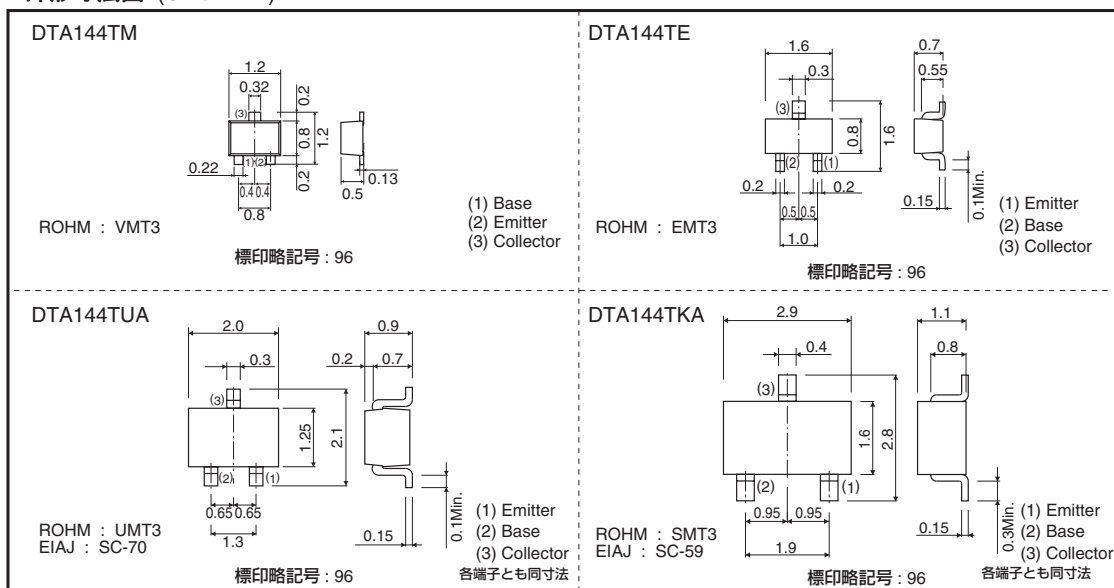 DTA144TM
1.2
0.32
0.2
(3)
0.8
1.2
0.22
(1)
(2)
0.2
0.4
0.4
0.8
0.5
0.13
ROHM : VMT3
(1) Base
(2) Emitter
(3) Collector
標印略記号 : 96
DTA144TE
1.6
0.3
0.7
0.55
(3)
0.8
1.6
(2)
(1)
0.2
0.2
0.5
0.5
1.0
0.15
0.1Min.
ROHM : EMT3
(1) Emitter
(2) Base
(3) Collector
標印略記号 : 96
DTA144TUA
2.0
0.3
0.9
0.2
0.7
(3)
1.25
2.1
(2)
(1)
0.65
0.65
1.3
0.15
0.1Min.
ROHM : UMT3
EIAJ : SC-70
(1) Emitter
(2) Base
(3) Collector
各端子とも同寸法
標印略記号 : 96
DTA144TKA
2.9
0.4
1.1
0.8
(3)
1.6
2.8
(2)
(1)
0.95
0.95
1.9
0.15
0.3Min.
ROHM : SMT3
EIAJ : SC-59
(1) Emitter
(2) Base
(3) Collector
各端子とも同寸法
標印略記号 : 96